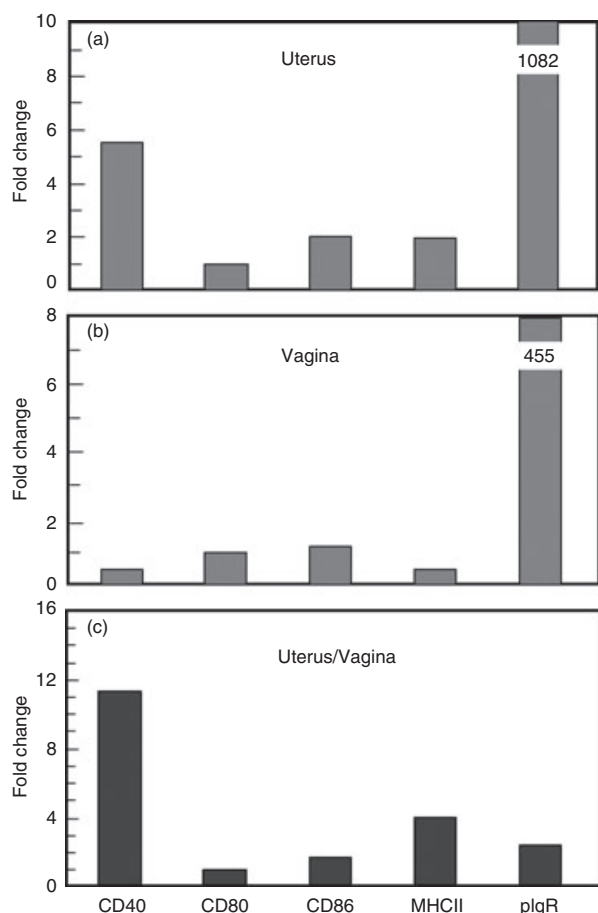 (a)
Uterus
1082
Fold change
10
8
6
4
2
0
(b)
Vagina
455
Fold change
8
6
4
2
0
(c)
Uterus/Vagina
Fold change
16
12
8
4
0
CD40 CD80 CD86 MHCII pIgR